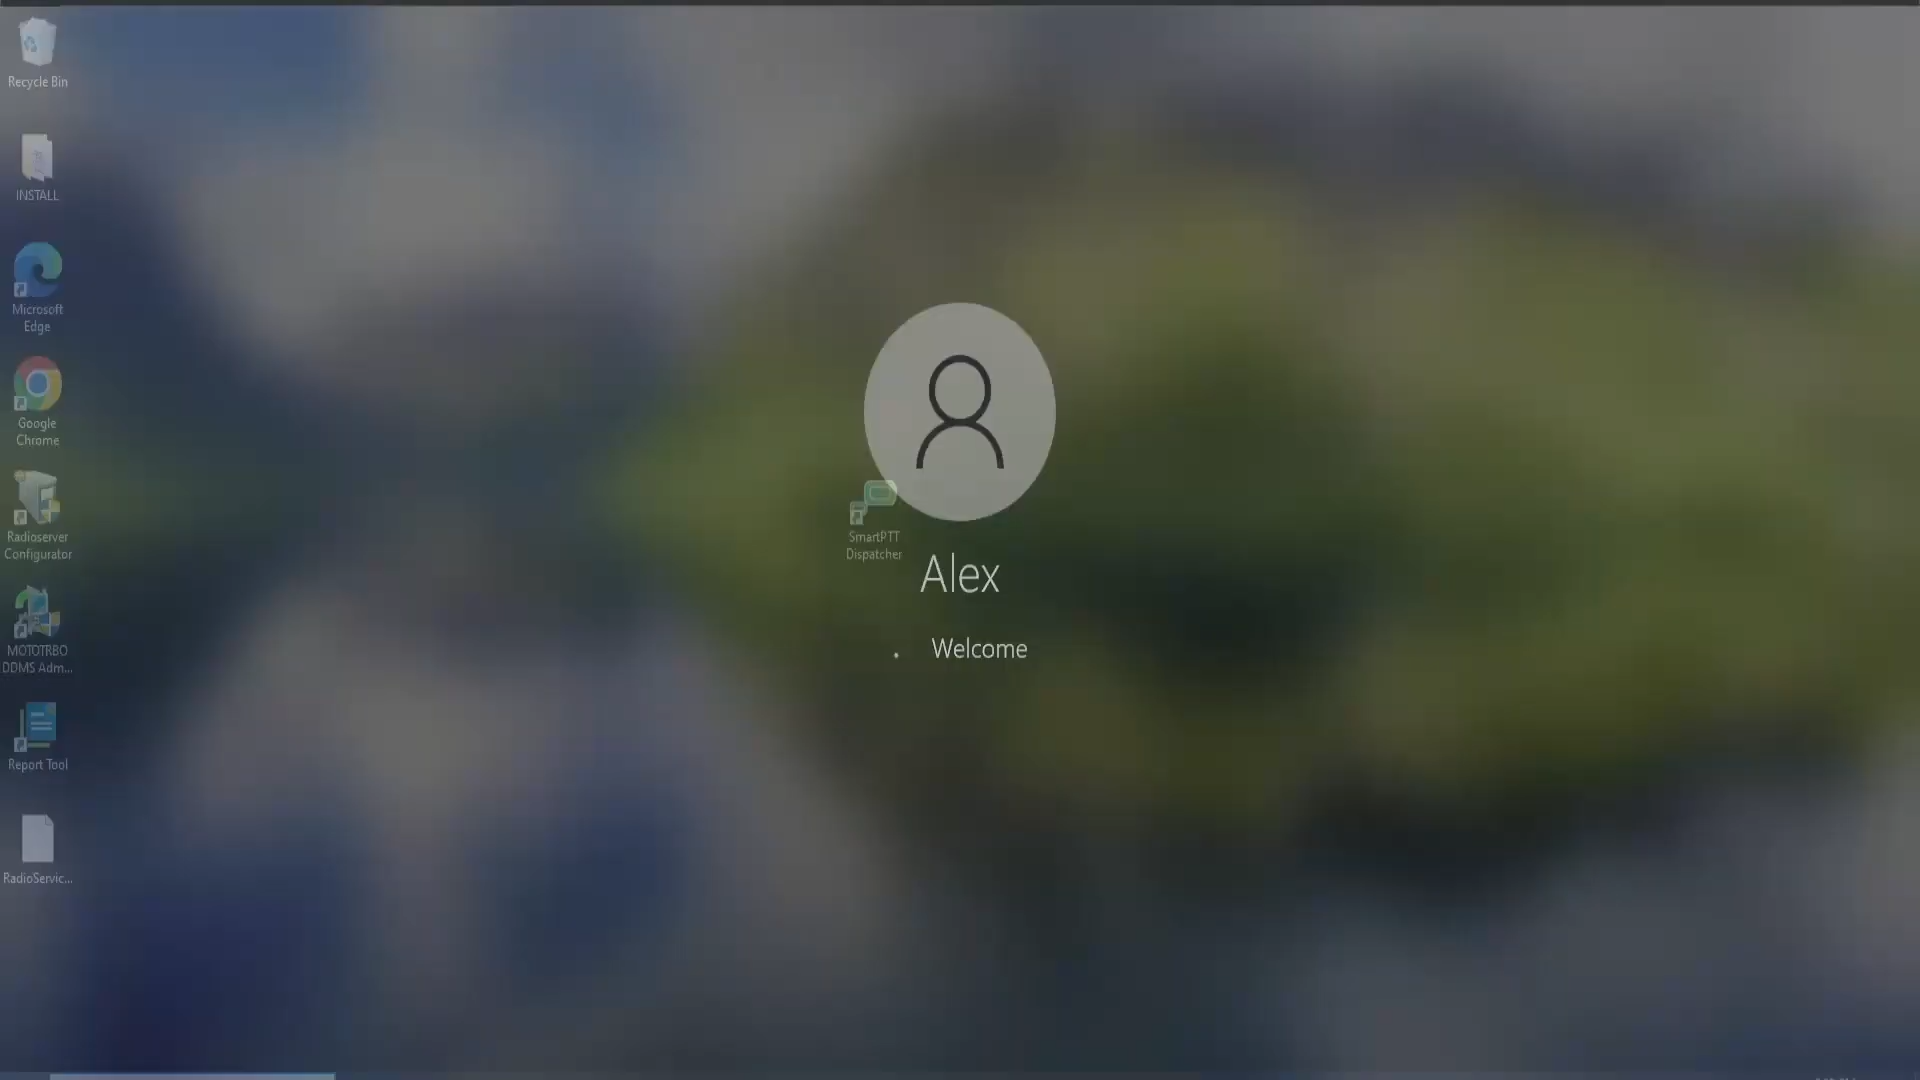 Recycle Bin
INSTALL
Microsoft
Edge
Google
Chrome
Radioserver
Configurator
MOTOTRBO
DDMS Adm...
Report Tool
RadioServic...
SmartPTT
Dispatcher
Alex
Welcome